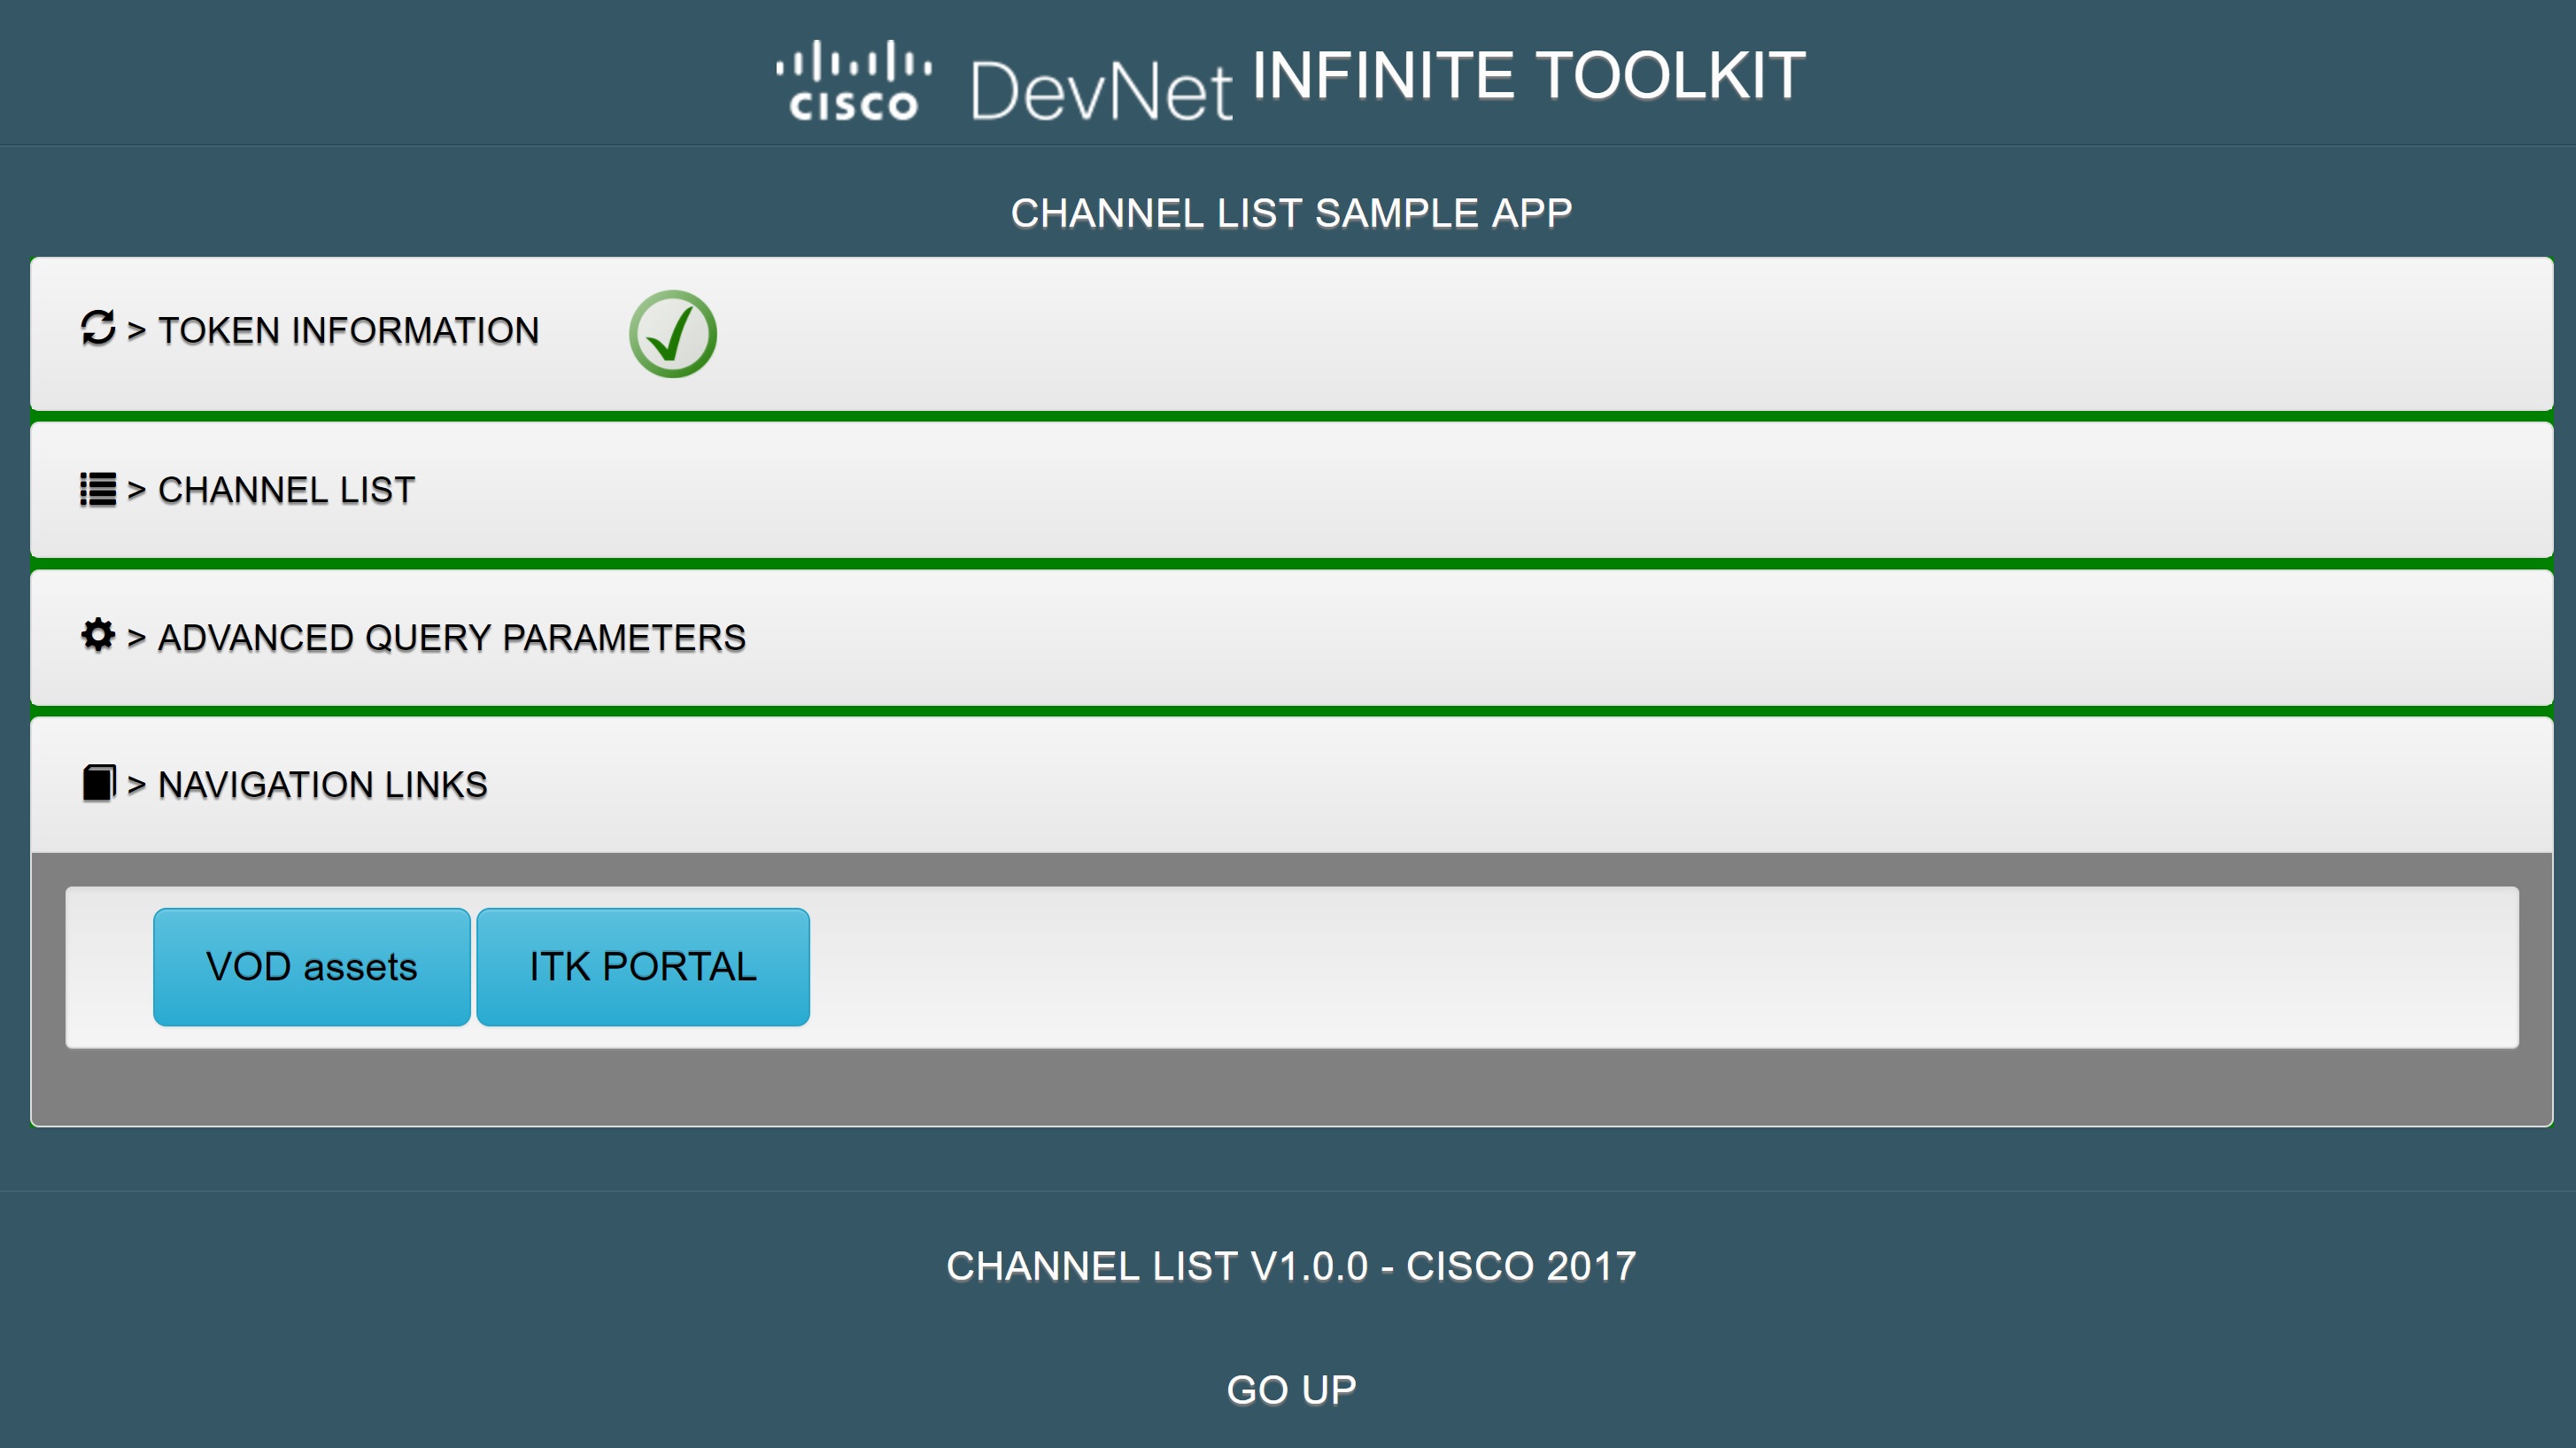 CISCO DevNet INFINITE TOOLKIT
CHANNEL LIST SAMPLE APP
> TOKEN INFORMATION
> CHANNEL LIST
> ADVANCED QUERY PARAMETERS
> NAVIGATION LINKS
VOD assets ITK PORTAL
CHANNEL LIST V1.0.0 - CISCO 2017
GO UP